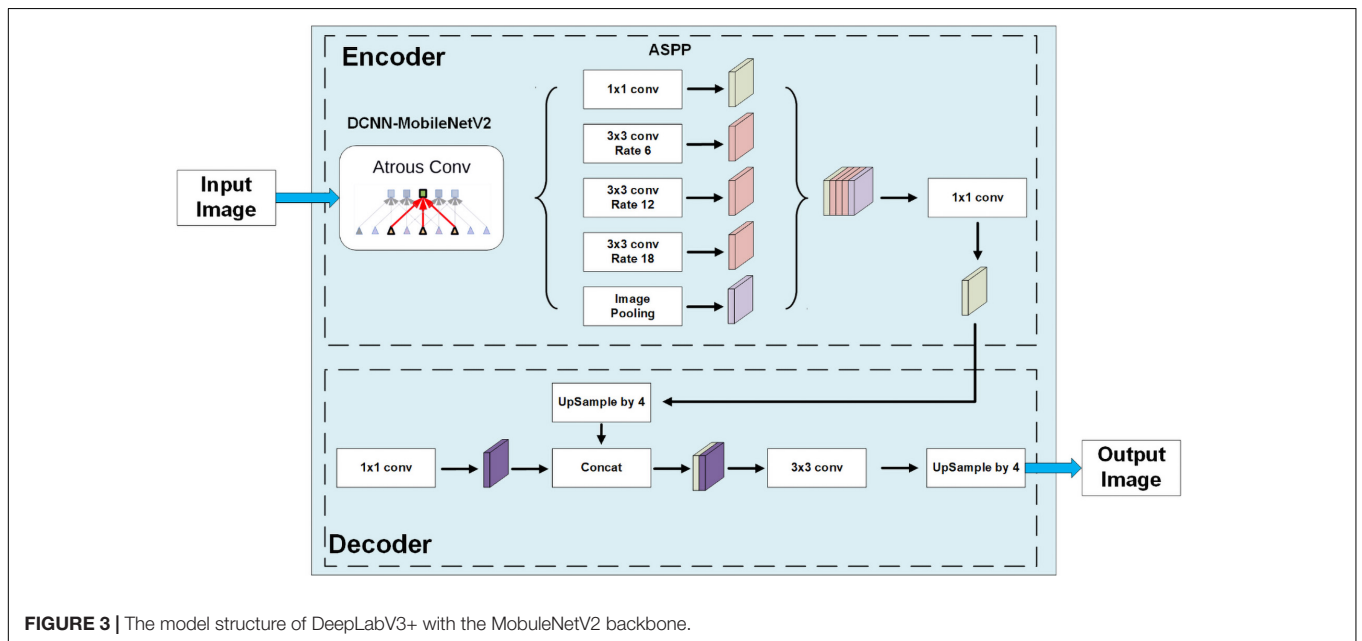 Encoder
ASPP
DCNN-MobileNetV2
Atrous Conv
Input
Image
1x1 conv
3x3 conv
Rate 6
3x3 conv
Rate 12
3x3 conv
Rate 18
Image
Pooling
1x1 conv
UpSample by 4
1x1 conv
Concat
3x3 conv
UpSample by 4
Output
Image
Decoder
FIGURE 3 | The model structure of DeepLabV3+ with the MobuleNetV2 backbone.